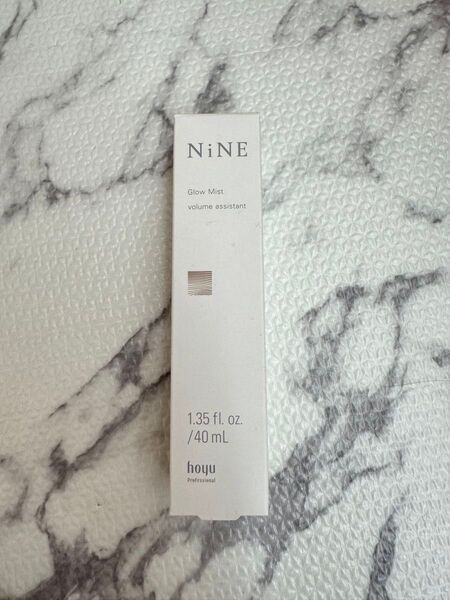 NiNE
Glow Mist
volume assistant
1.35 fl. oz.
/40 mL
hoyu
Professional